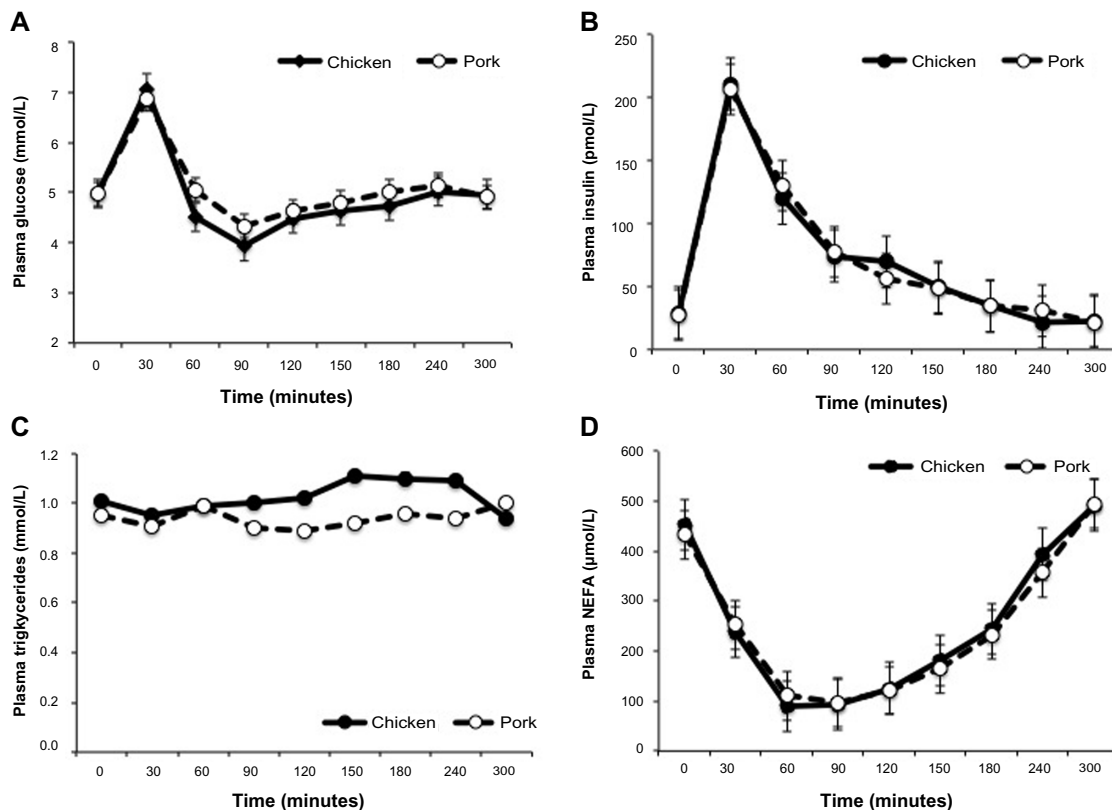 A
Plasma glucose (mmol/L)
8
7
6
5
4
3
2
Chicken Pork
0 30 60 90 120 150 180 240 300
Time (minutes)
B
Plasma insulin (pmol/L)
250
200
150
100
50
0
Chicken Pork
0 30 60 90 120 150 180 240 300
Time (minutes)
C
Plasma trigkycerides (mmol/L)
1.2
1.0
0.8
0.6
0.4
0.2
0.0
Chicken Pork
0 30 60 90 120 150 180 240 300
Time (minutes)
D
Plasma NEFA (µmol/L)
600
500
400
300
200
100
0
Chicken Pork
0 30 60 90 120 150 180 240 300
Time (minutes)